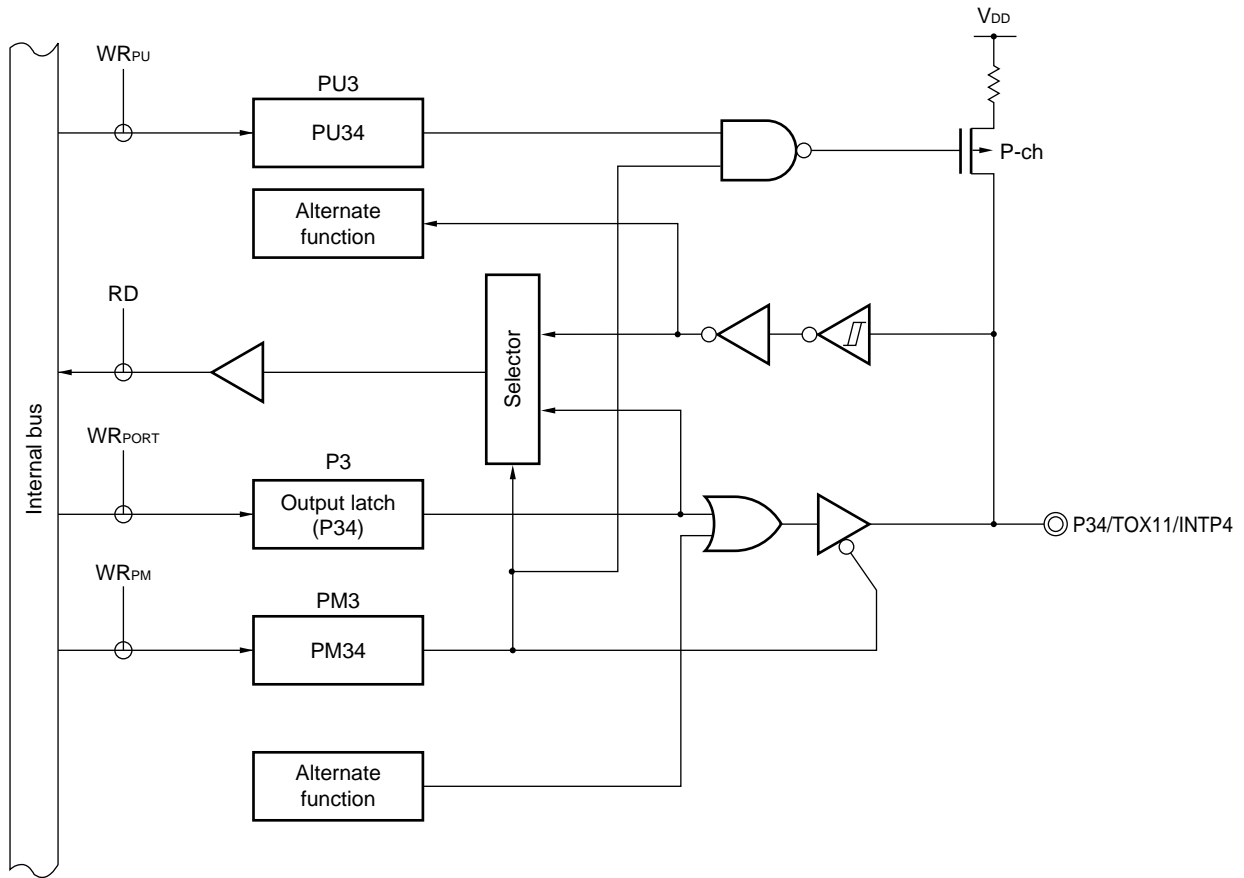 VDD
WRPU
PU3
PU34
P-ch
Alternate
function
RD
Selector
Internal bus
WRPORT
P3
Output latch
(P34)
P34/TOX11/INTP4
WRPM
PM3
PM34
Alternate
function